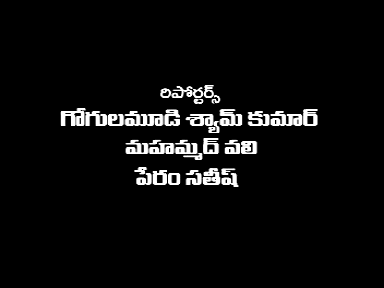 రిపోర్టర్స్
గోగులమూడి శ్యామ్ కుమార్
మహమ్మద్ వలి
పేరం సతీష్